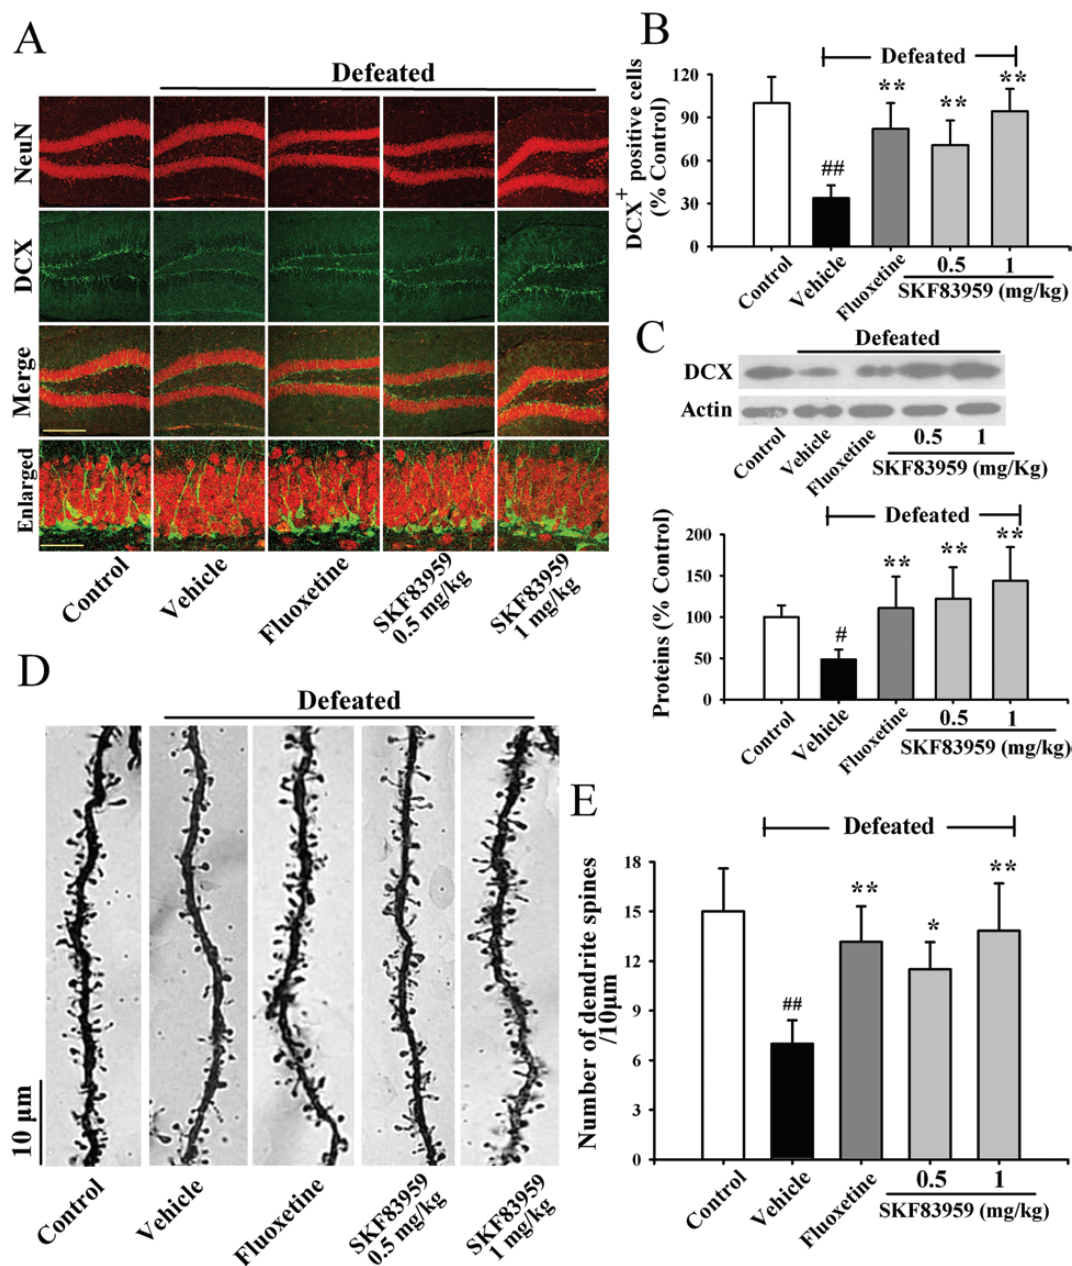 A
Defeated
NeuN
DCX
Merge
Enlarged
Control
Vehicle
Fluoxetine
SKF83959
0.5 mg/kg
SKF83959
1 mg/kg
B
Defeated
DCX+ positive cells
(% Control)
120
90
60
30
0
##
**
**
**
Control
Vehicle
Fluoxetine
0.5 1
SKF83959 (mg/kg)
C
Defeated
DCX
Actin
Control
Vehicle
Fluoxetine
0.5 1
SKF83959 (mg/Kg)
Defeated
Proteins (% Control)
200
150
100
50
0
#
**
**
**
Control
Vehicle
Fluoxetine
0.5 1
SKF83959 (mg/kg)
D
Defeated
10 μm
Control
Vehicle
Fluoxetine
SKF83959
0.5 mg/kg
SKF83959
1 mg/kg
E
Defeated
Number of dendrite spines
/10μm
18
15
12
9
6
3
0
##
**
*
**
Control
Vehicle
Fluoxetine
0.5 1
SKF83959 (mg/kg)